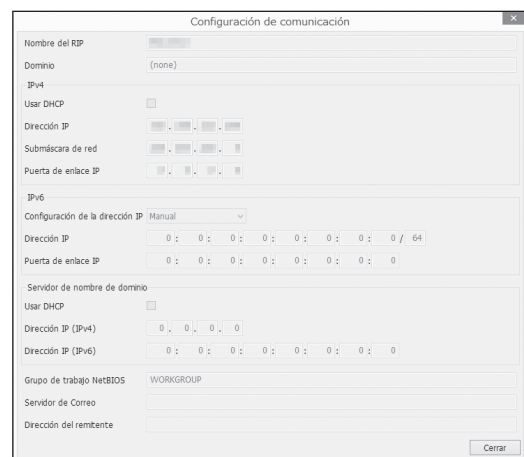 Configuración de comunicación
Nombre del RIP
Dominio (none)
IPv4
Usar DHCP
Dirección IP . . .
Submáscara de red . . .
Puerta de enlace IP . . .
IPv6
Configuración de la dirección IP Manual
Dirección IP 0 : 0 : 0 : 0 : 0 : 0 : 0 : 0 / 64
Puerta de enlace IP 0 : 0 : 0 : 0 : 0 : 0 : 0 : 0
Servidor de nombre de dominio
Usar DHCP
Dirección IP (IPv4) 0 . 0 . 0 . 0
Dirección IP (IPv6) 0 : 0 : 0 : 0 : 0 : 0 : 0 : 0
Grupo de trabajo NetBIOS WORKGROUP
Servidor de Correo
Dirección del remitente
Cerrar